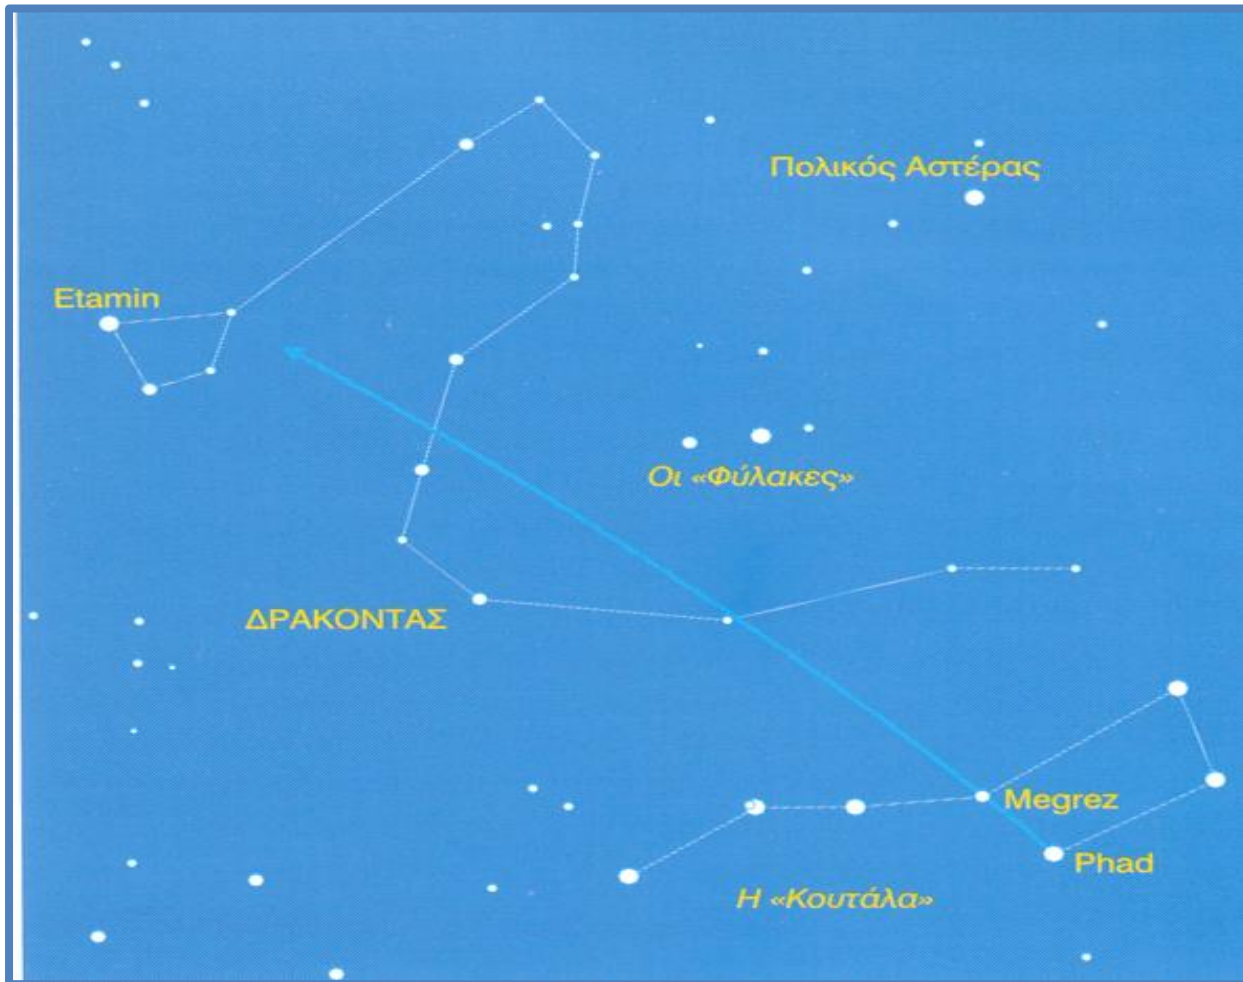 Πολικός Αστέρας
Etamin
Οι «Φύλακες»
ΔΡΑΚΟΝΤΑΣ
Megrez
Phad
Η «Κουτάλα»